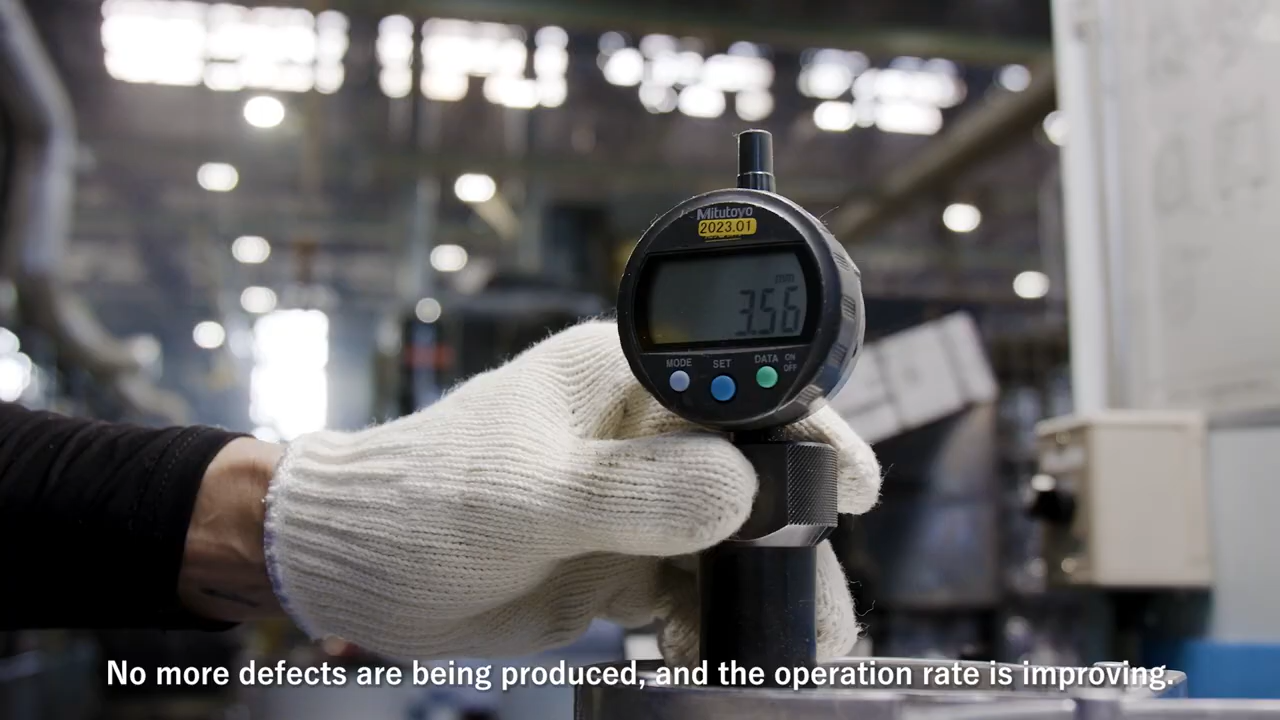 Mitutoyo
2023.01
mm
3.56
MODE SET DATA ON OFF
No more defects are being produced, and the operation rate is improving.